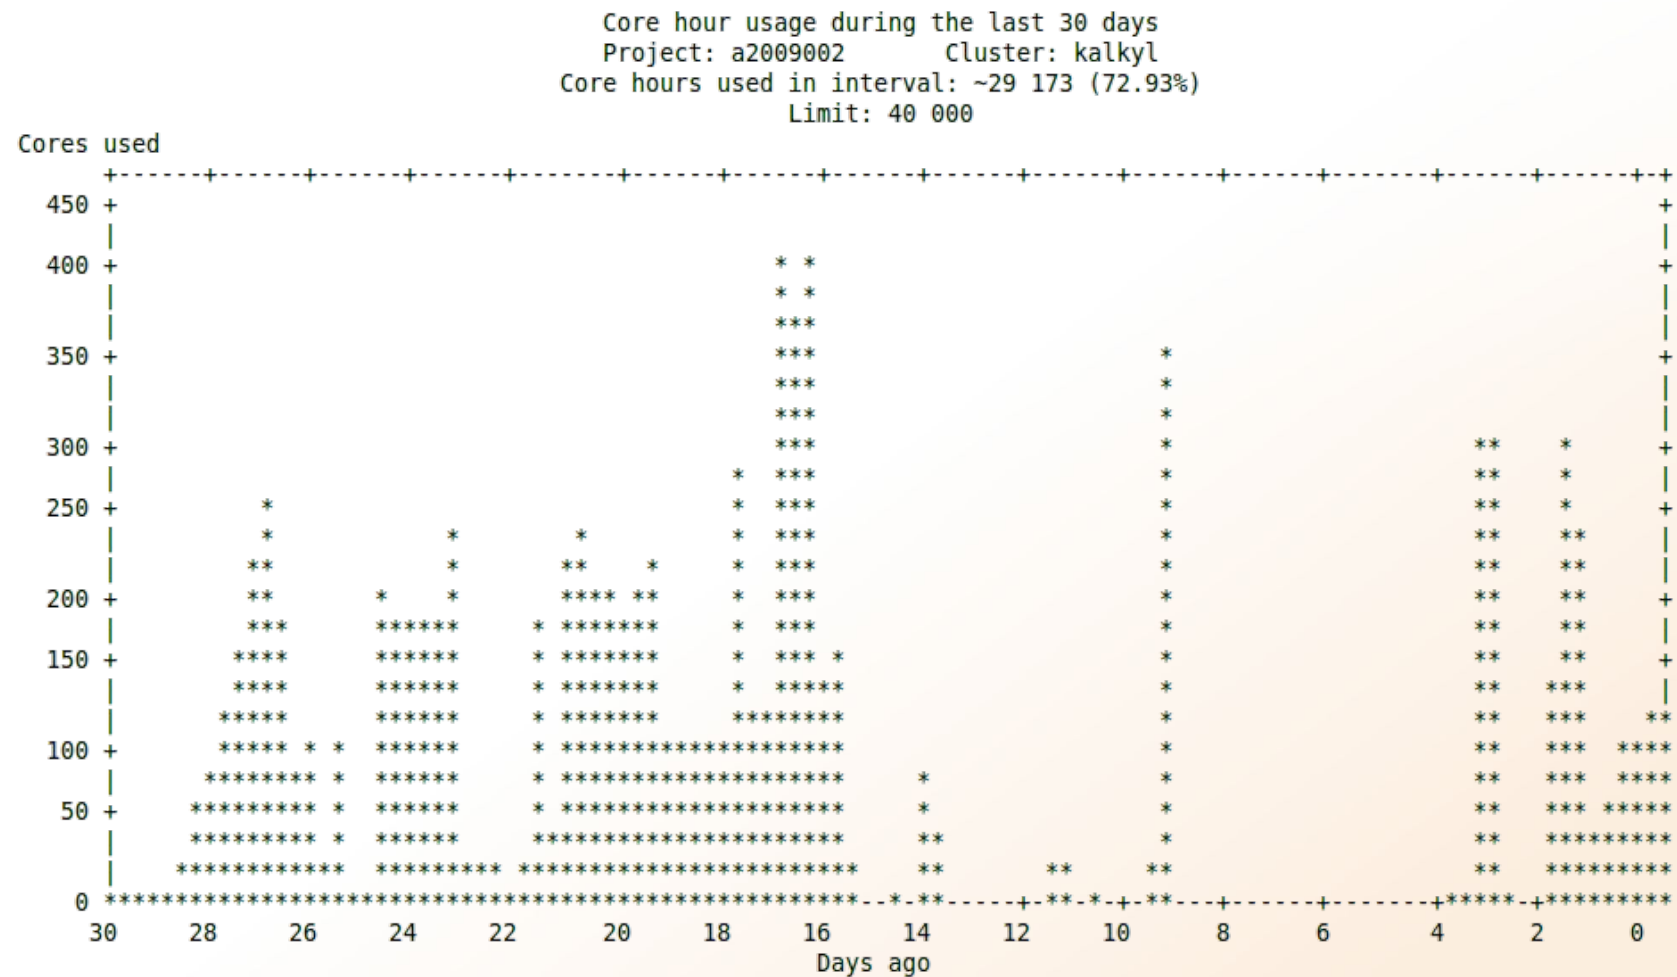 Core hour usage during the last 30 days
Project: a2009002 Cluster: kalkyl
Core hours used in interval: ~29 173 (72.93%)
Limit: 40 000
Cores used
+------+------+------+------+-------+------+------+------+------+------+------+------+-------+------+------+-+
450 + +
| |
400 + * * +
| * * |
| *** |
350 + *** * +
| *** * |
| *** * |
300 + *** * ** * +
| * *** * ** * |
250 + * * *** * ** * +
| * * * * *** * ** ** |
| ** * ** * * *** * ** ** |
200 + ** * * **** ** * *** * ** ** +
| *** ****** * ******* * *** * ** ** |
150 + **** ****** * ******* * *** * * ** ** +
| **** ****** * ******* * ***** * ** *** |
| ***** ****** * ******* ******** * ** *** **
100 + ***** * * ****** * ******************** * ** *** ****
| ******** * ****** * ******************** * * ** *** ****
50 + ********* * ****** * ******************** * * ** *** *****
| ********* * ****** ********************** ** * ** *********
| ************ ********* ************************ ** ** ** ** *********
0 *****************************************************--*-**-----+-**-*-+-**---+------+-------+*****-+*********
30 28 26 24 22 20 18 16 14 12 10 8 6 4 2 0
Days ago